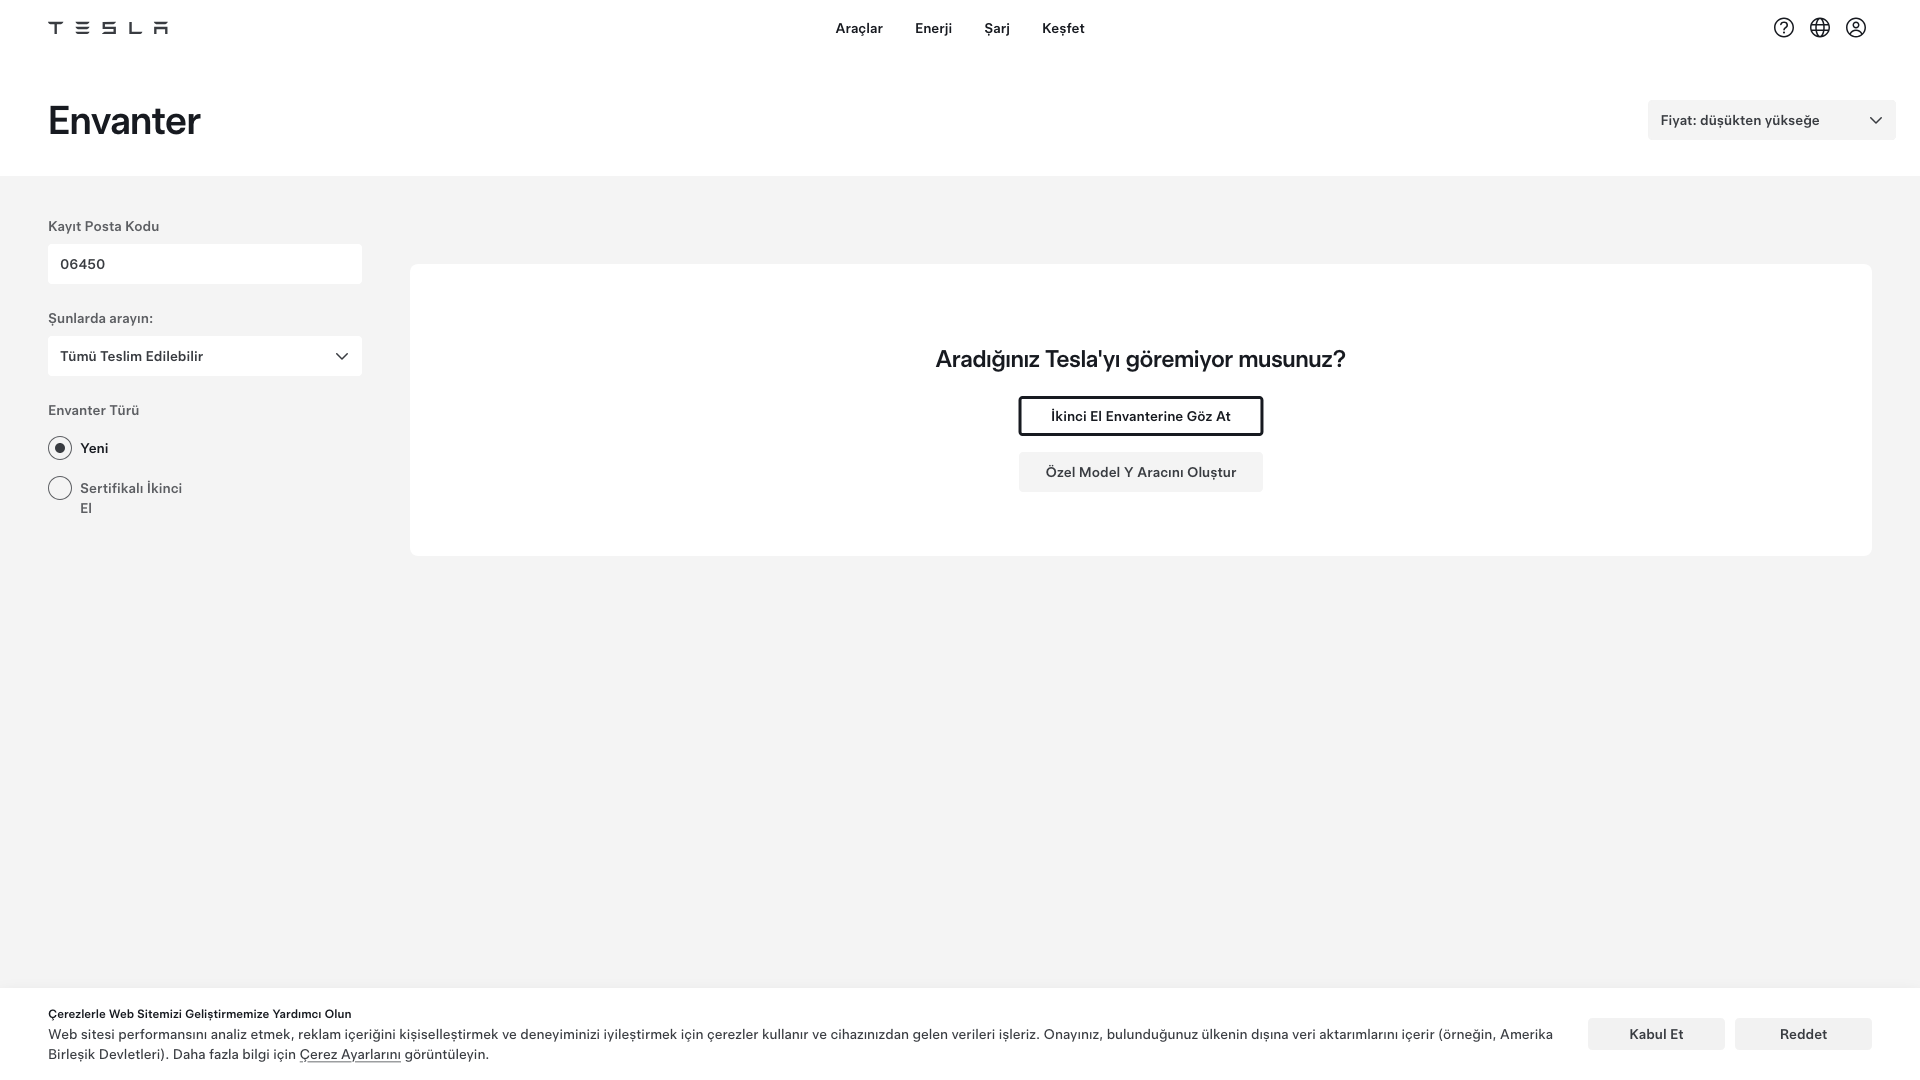 TESLA
Araçlar
Enerji
Şarj
Keşfet
Envanter
Fiyat: düşükten yükseğe
Kayıt Posta Kodu
06450
Şunlarda arayın:
Tümü Teslim Edilebilir
Envanter Türü
Yeni
Sertifikalı İkinci
El
Aradığınız Tesla'yı göremiyor musunuz?
İkinci El Envanterine Göz At
Özel Model Y Aracını Oluştur
Çerezlerle Web Sitemizi Geliştirmemize Yardımcı Olun
Web sitesi performansını analiz etmek, reklam içeriğini kişiselleştirmek ve deneyiminizi iyileştirmek için çerezler kullanır ve cihazınızdan gelen verileri işleriz. Onayınız, bulunduğunuz ülkenin dışına veri aktarımlarını içerir (örneğin, Amerika
Birleşik Devletleri). Daha fazla bilgi için Çerez Ayarlarını görüntüleyin.
Kabul Et
Reddet